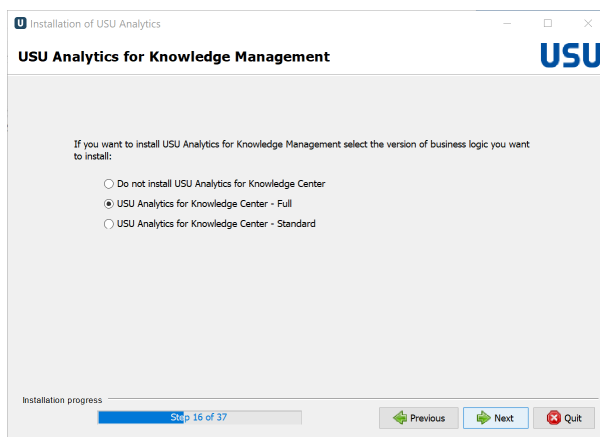 U Installation of USU Analytics
USU Analytics for Knowledge Management
USU
If you want to install USU Analytics for Knowledge Management select the version of business logic you want
to install:
Do not install USU Analytics for Knowledge Center
USU Analytics for Knowledge Center - Full
USU Analytics for Knowledge Center - Standard
Installation progress
Step 16 of 37
Previous
Next
Quit